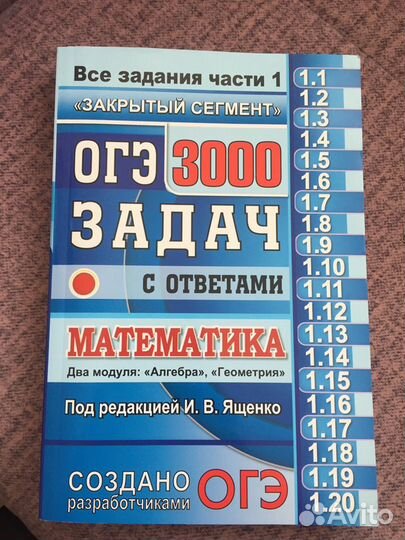 Все задания части 1
«ЗАКРЫТЫЙ СЕГМЕНТ»
ОГЭ 3000
ЗАДАЧ
С ОТВЕТАМИ
МАТЕМАТИКА
Два модуля: «Алгебра», «Геометрия»
Под редакцией И. В. Ященко
СОЗДАНО
разработчиками ОГЭ
1.1
1.2
1.3
1.4
1.5
1.6
1.7
1.8
1.9
1.10
1.11
1.12
1.13
1.14
1.15
1.16
1.17
1.18
1.19
1.20
Avito